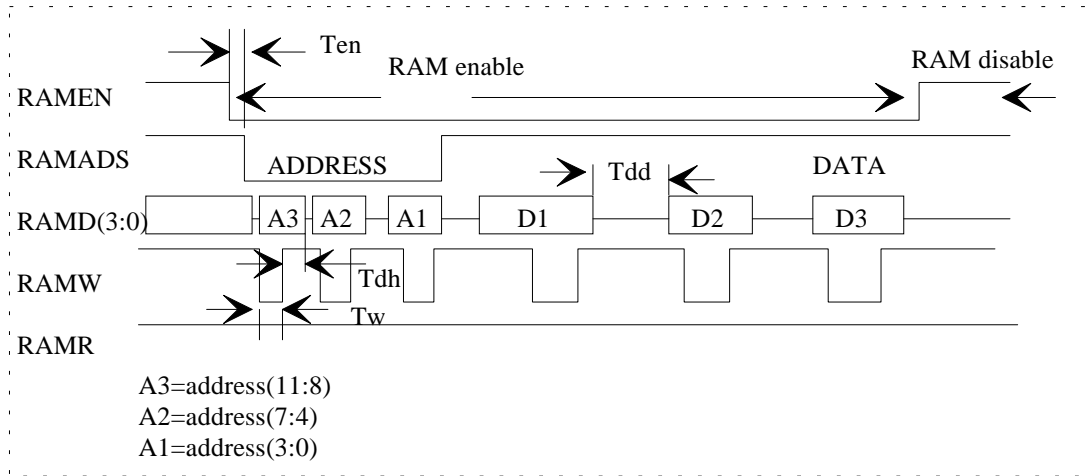 Ten
RAM enable
RAM disable
RAMEN
RAMADS
ADDRESS
Tdd
DATA
RAMD(3:0)
A3
A2
A1
D1
D2
D3
RAMW
Tdh
Tw
RAMR
A3=address(11:8)
A2=address(7:4)
A1=address(3:0)